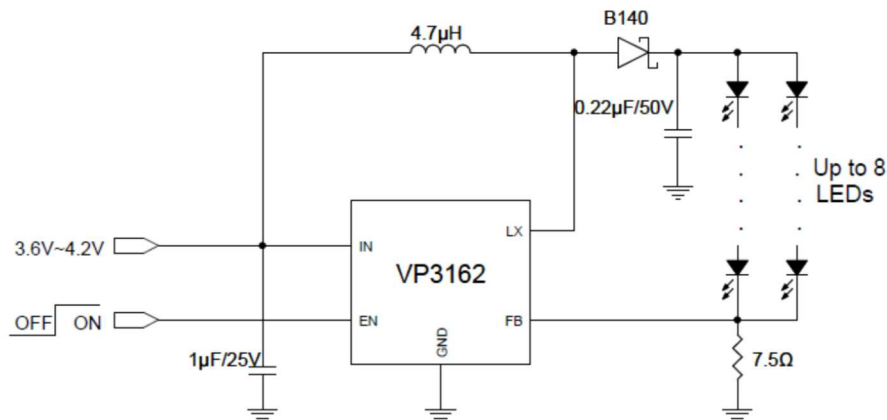 B140
4.7µH
0.22µF/50V
Up to 8
LEDs
LX
3.6V~4.2V
IN
VP3162
OFF
ON
EN
FB
GND
1µF/25V
7.5Ω